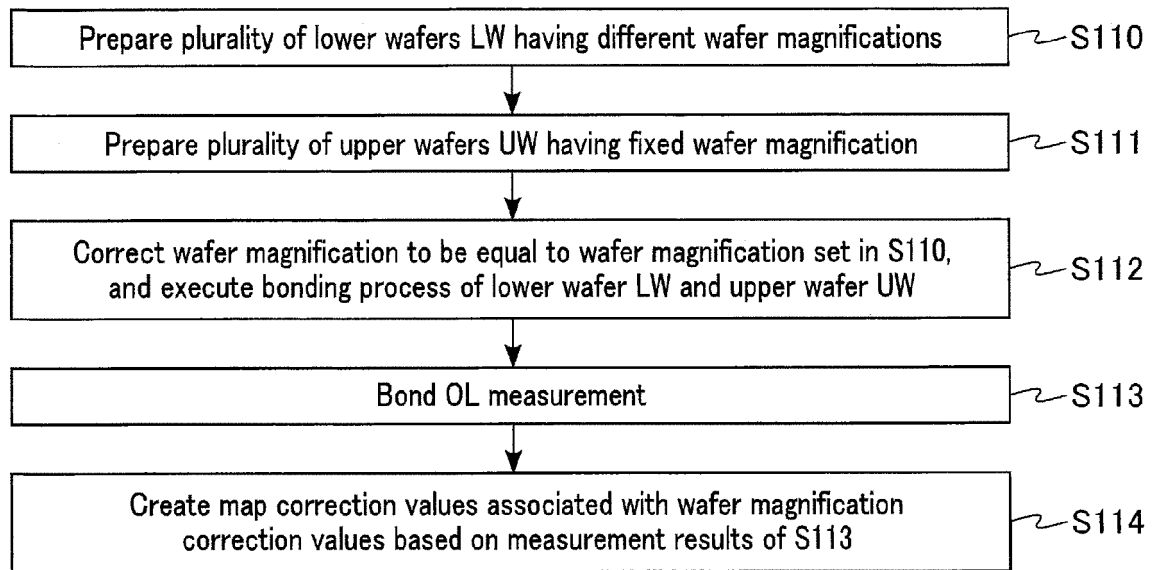 Prepare plurality of lower wafers LW having different wafer magnifications
S110
Prepare plurality of upper wafers UW having fixed wafer magnification
S111
Correct wafer magnification to be equal to wafer magnification set in S110,
and execute bonding process of lower wafer LW and upper wafer UW
S112
Bond OL measurement
S113
Create map correction values associated with wafer magnification
correction values based on measurement results of S113
S114